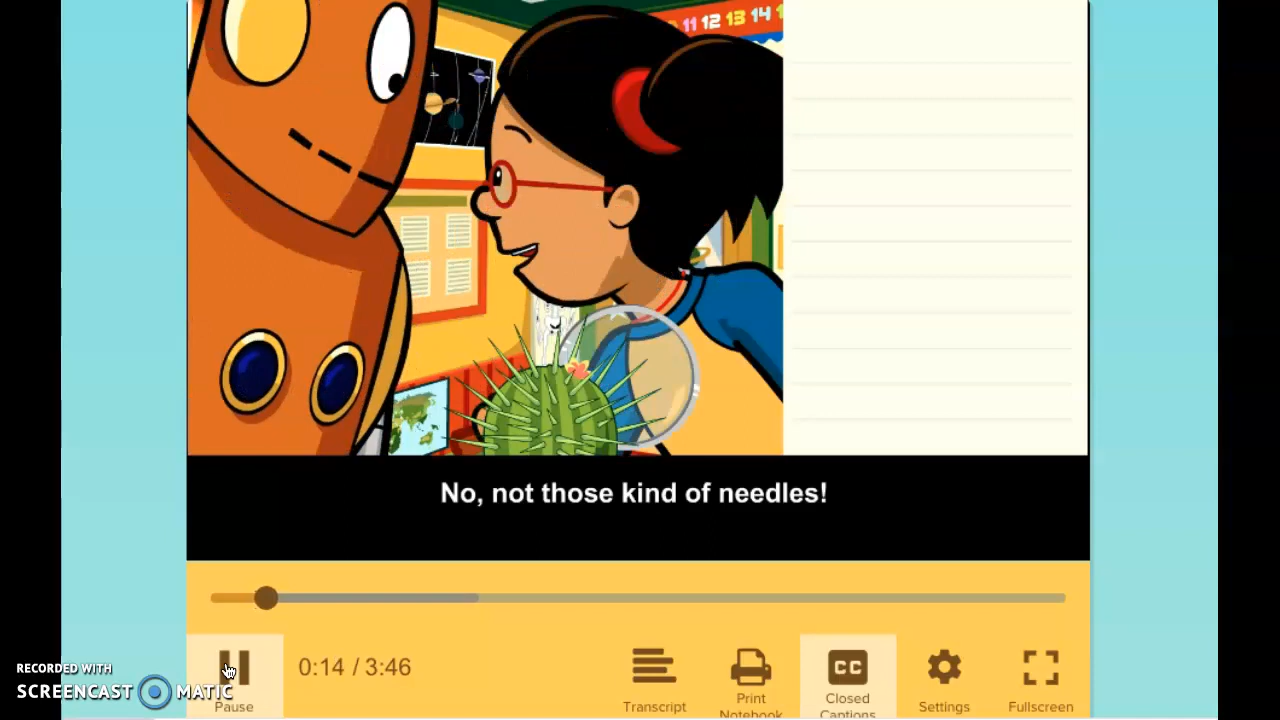 11 12 13 14
No, not those kind of needles!
0:14 / 3:46
RECORDED WITH
SCREENCAST MATIC
Pause
Transcript
Print
Notebook
CC
Closed
Captions
Settings
Fullscreen